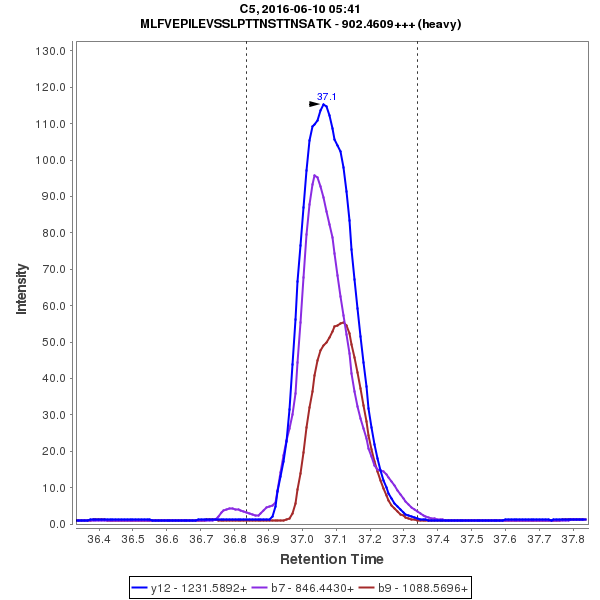 C5, 2016-06-10 05:41
MLFVEPILEVSSLPTTNSTTNSATK - 902.4609+++ (heavy)
130.0
120.0
110.0
100.0
90.0
80.0
70.0
60.0
50.0
40.0
30.0
20.0
10.0
0.0
Intensity
37.1
36.4 36.5 36.6 36.7 36.8 36.9 37.0 37.1 37.2 37.3 37.4 37.5 37.6 37.7 37.8
Retention Time
y12 - 1231.5892+ b7 - 846.4430+ b9 - 1088.5696+